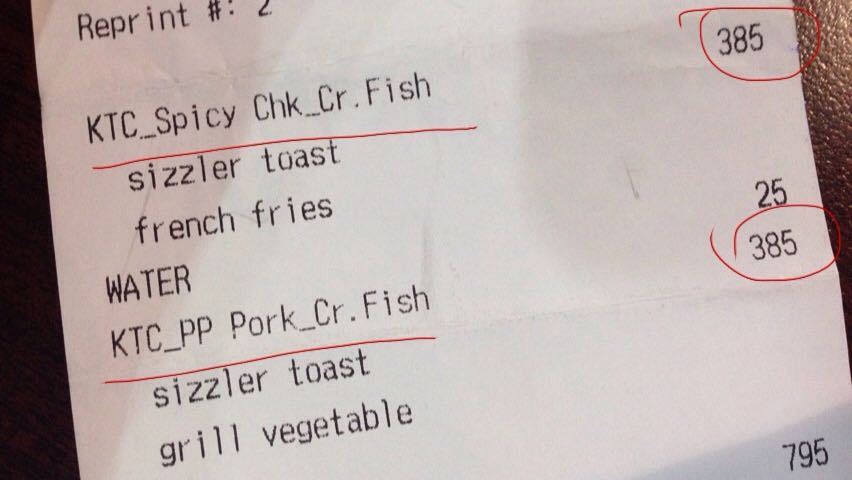 Reprint #: 2
KTC_Spicy Chk_Cr.Fish 385
sizzler toast
french fries
WATER 25
KTC_PP Pork_Cr.Fish 385
sizzler toast
grill vegetable
795